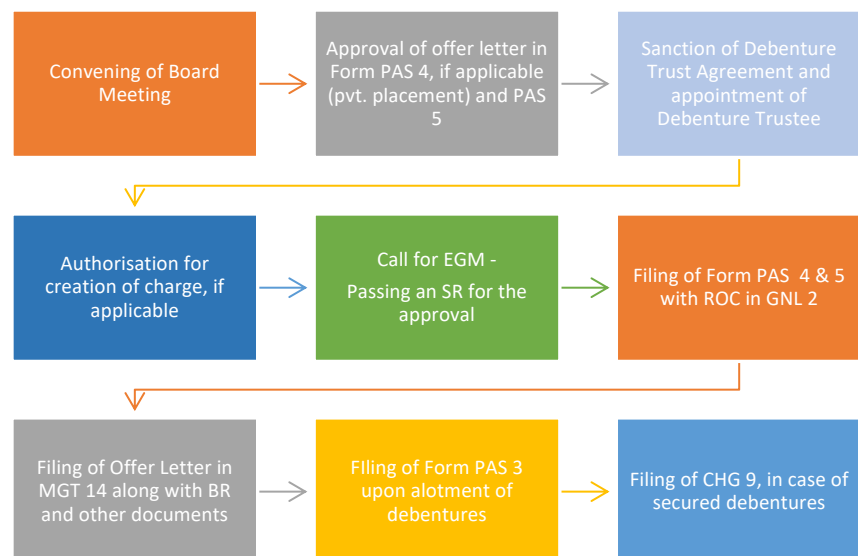 Convening of Board
Meeting
Approval of offer letter in
Form PAS 4, if applicable
(pvt. placement) and PAS
5
Sanction of Debenture
Trust Agreement and
appointment of
Debenture Trustee
Authorisation for
creation of charge, if
applicable
Call for EGM -
Passing an SR for the
approval
Filing of Form PAS  4 & 5
with ROC in GNL 2
Filing of Offer Letter in
MGT 14 along with BR
and other documents
FIling of Form PAS 3
upon alotment of
debentures
Filing of CHG 9, in case of
secured debentures